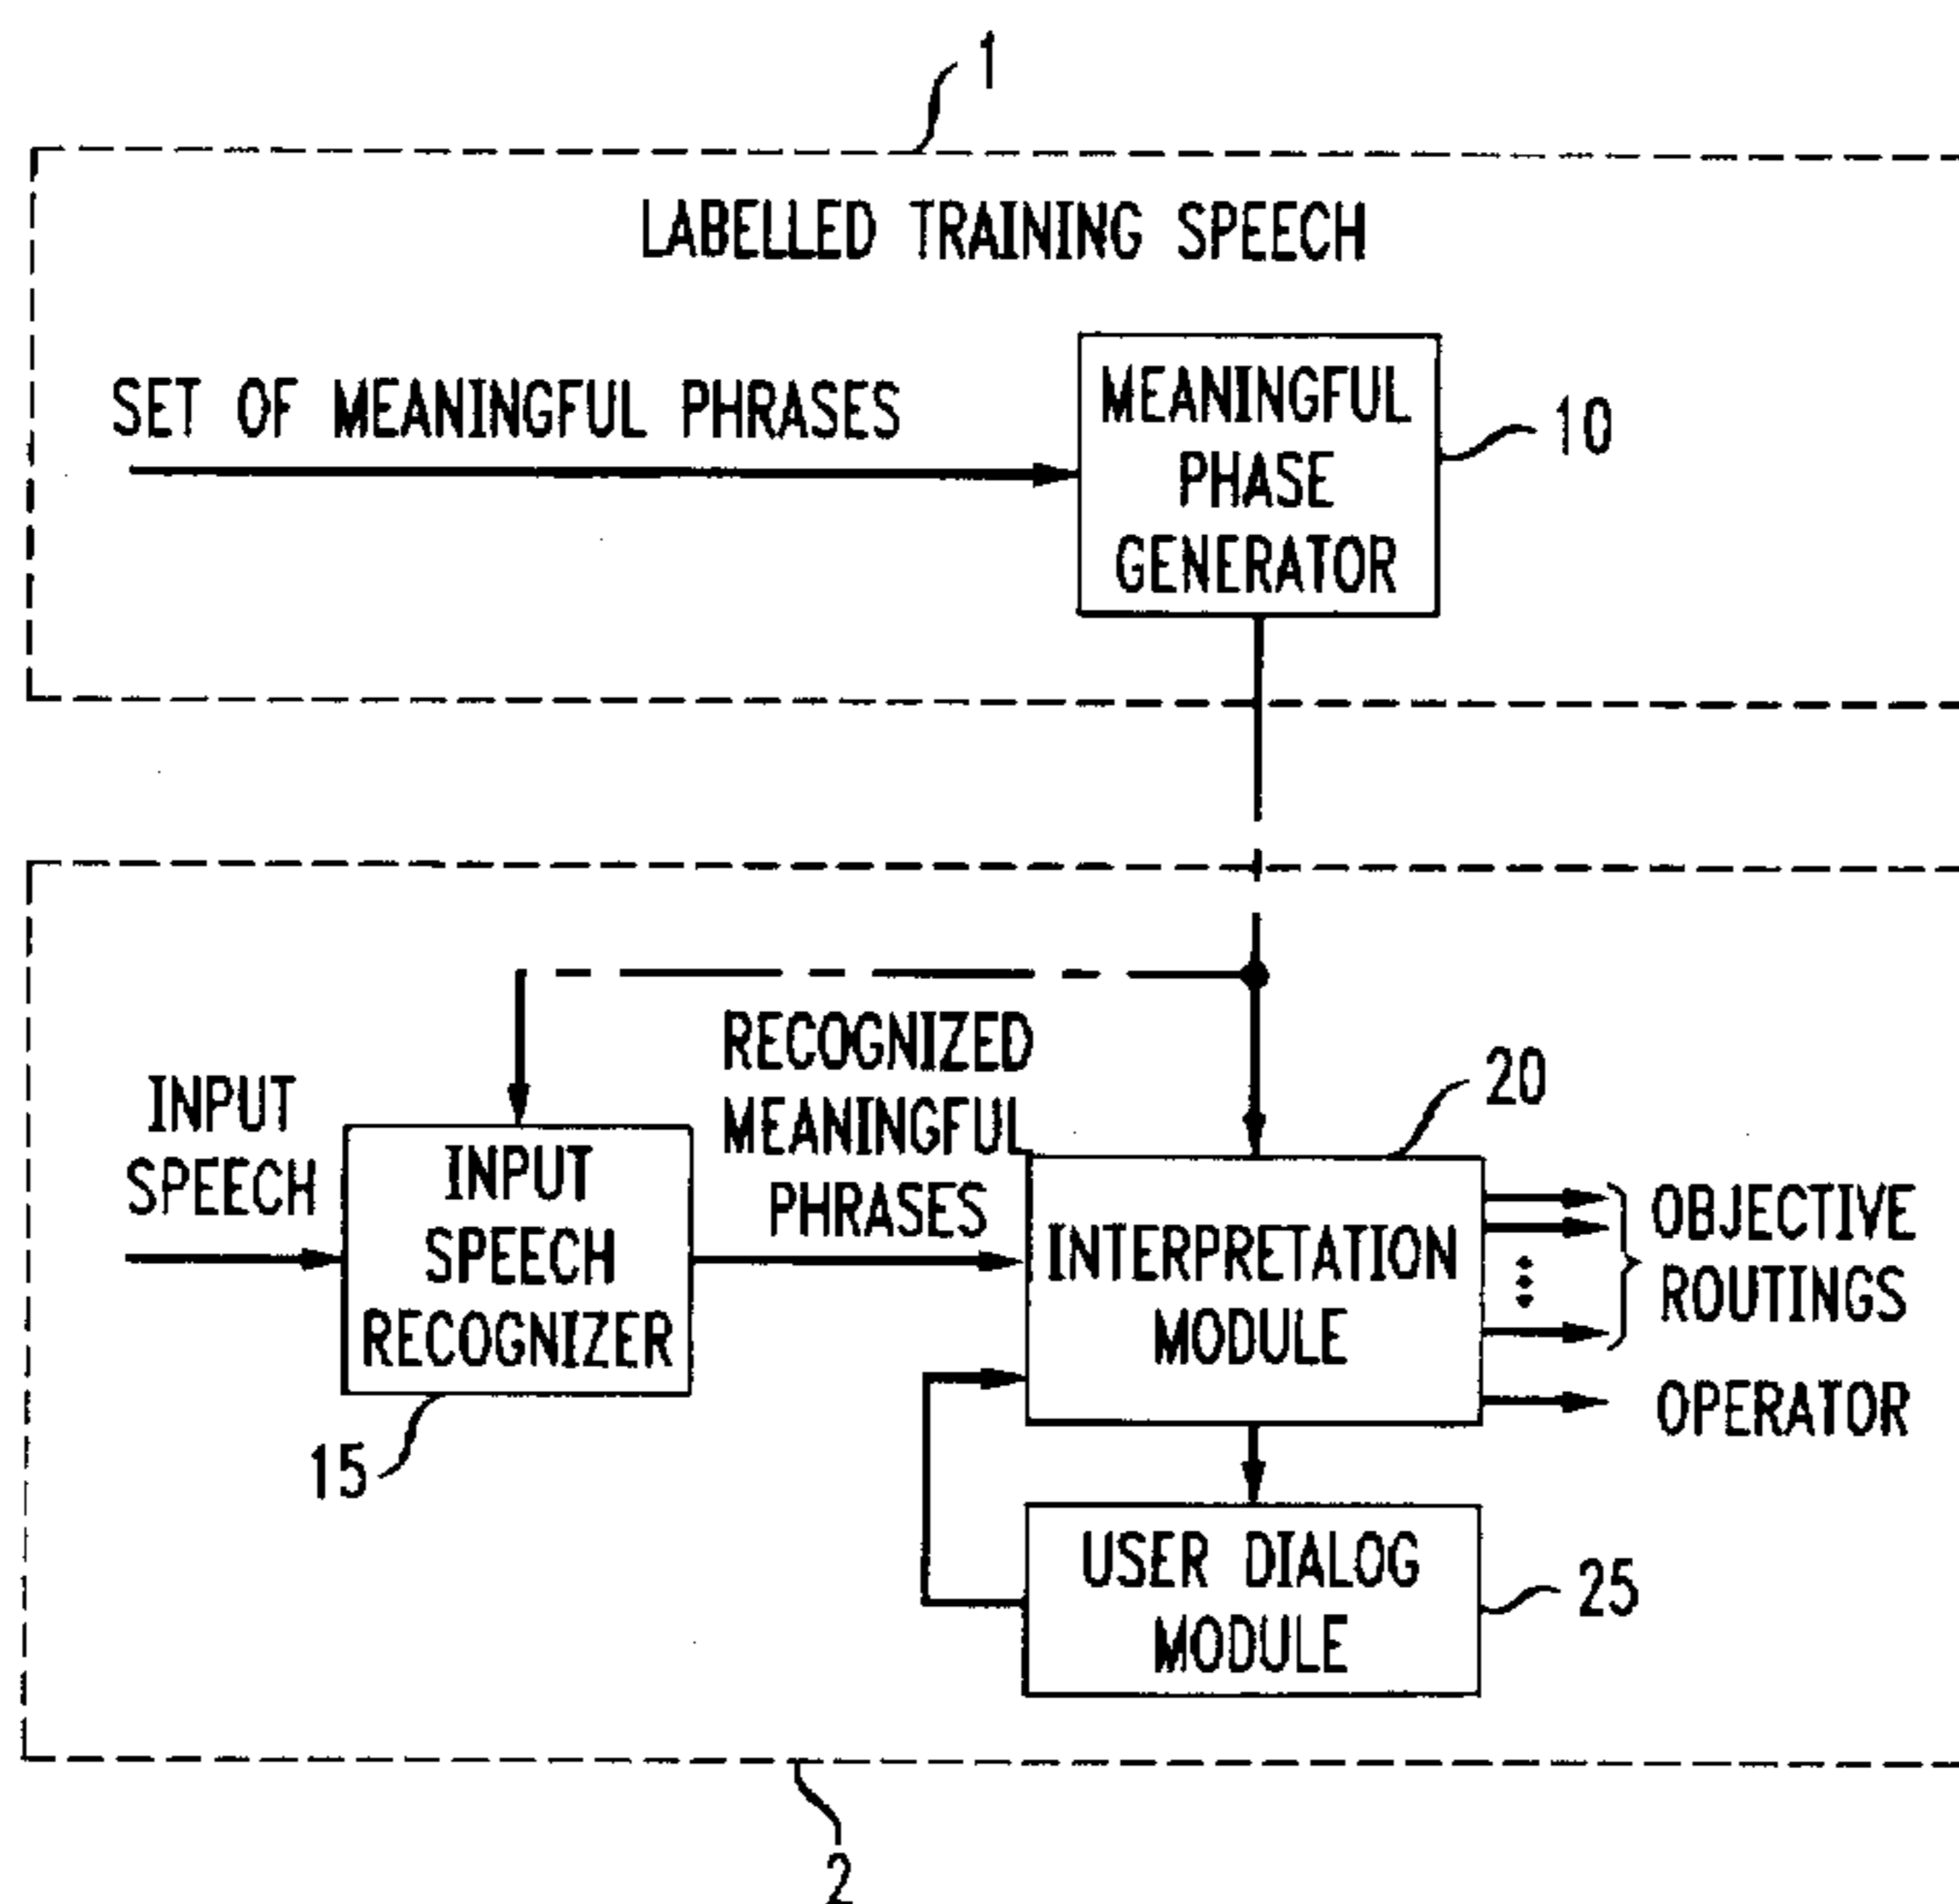 1
LABELLED TRAINING SPEECH
SET OF MEANINGFUL PHRASES
MEANINGFUL
PHASE
GENERATOR
10
RECOGNIZED
MEANINGFUL
PHRASES
INPUT
SPEECH
INPUT
SPEECH
RECOGNIZER
15
20
INTERPRETATION
MODULE
OBJECTIVE
ROUTINGS
OPERATOR
USER DIALOG
MODULE
25
2